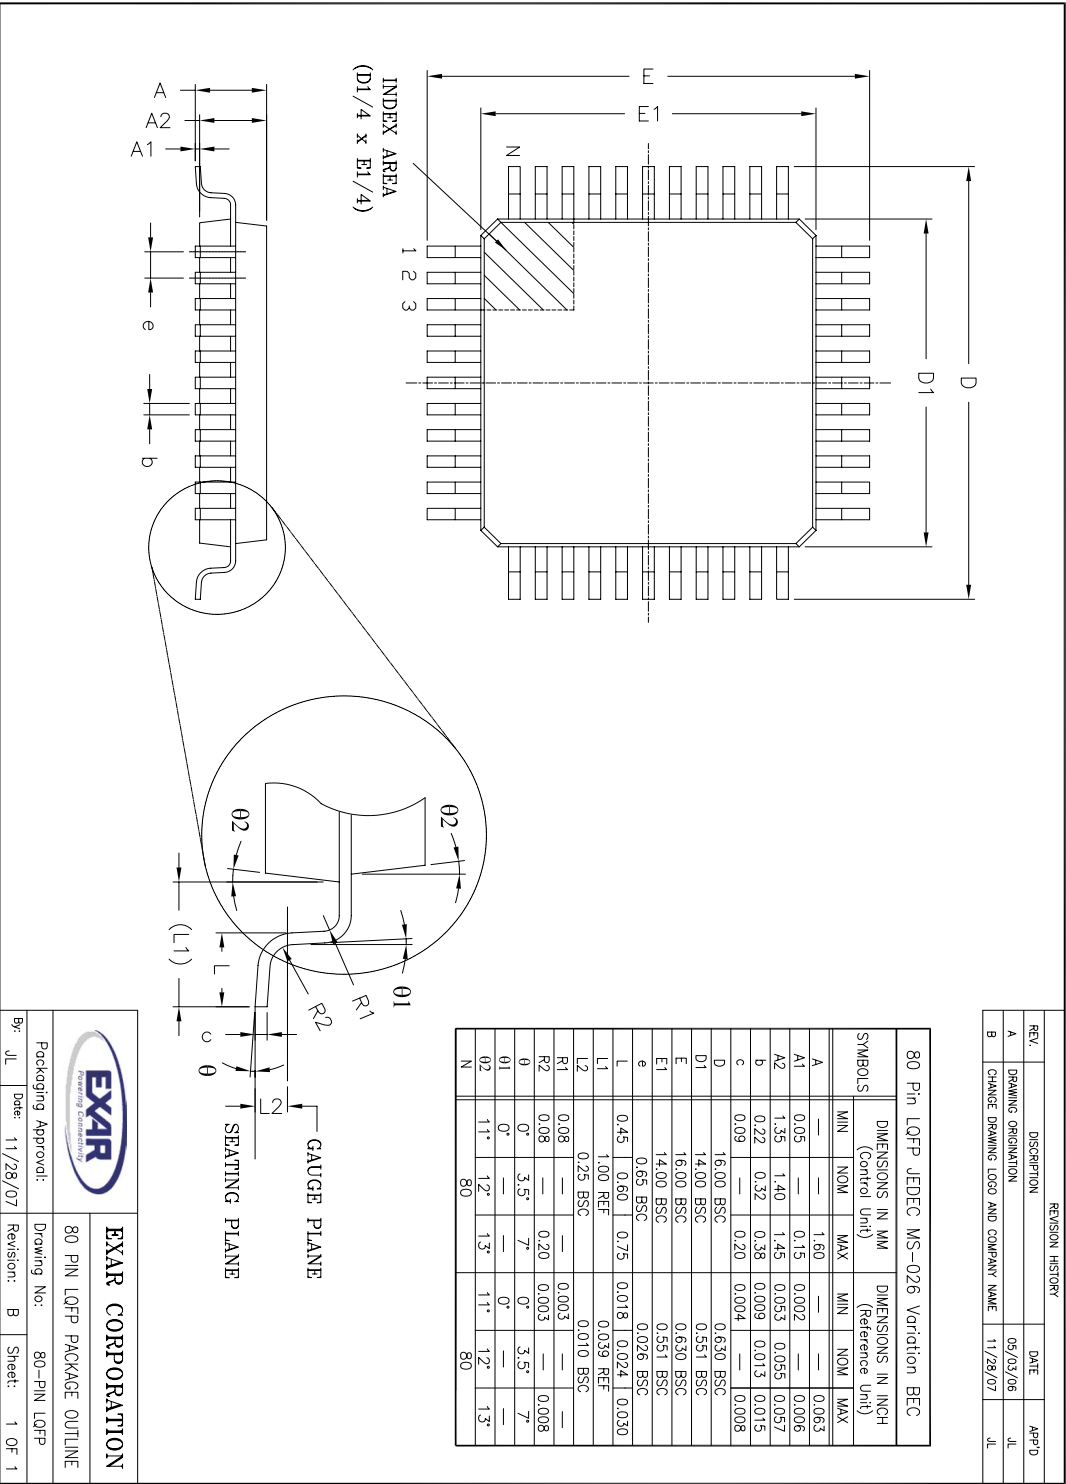 REVISION HISTORY
REV. DISCRIPTION DATE APP'D
A DRAWING ORIGINATION 05/03/06 JL
B CHANGE DRAWING LOGO AND COMPANY NAME 11/28/07 JL
D
D1
E
E1
N
1 2 3
INDEX AREA
(D1/4 x E1/4)
A
A2
A1
e
b
θ2
θ2
θ1
R1
R2
L
(L1)
c
θ
L2
GAUGE PLANE
SEATING PLANE
80 Pin LQFP JEDEC MS-026 Variation BEC
SYMBOLS DIMENSIONS IN MM (Control Unit) DIMENSIONS IN INCH (Reference Unit)
MIN NOM MAX MIN NOM MAX
A — — 1.60 — — 0.063
A1 0.05 — 0.15 0.002 — 0.006
A2 1.35 1.40 1.45 0.053 0.055 0.057
b 0.22 0.32 0.38 0.009 0.013 0.015
c 0.09 — 0.20 0.004 — 0.008
D 16.00 BSC 0.630 BSC
D1 14.00 BSC 0.551 BSC
E 16.00 BSC 0.630 BSC
E1 14.00 BSC 0.551 BSC
e 0.65 BSC 0.026 BSC
L 0.45 0.60 0.75 0.018 0.024 0.030
L1 1.00 REF 0.039 REF
L2 0.25 BSC 0.010 BSC
R1 0.08 — — 0.003 — —
R2 0.08 — 0.20 0.003 — 0.008
θ 0° 3.5° 7° 0° 3.5° 7°
θ1 0° — — 0° — —
θ2 11° 12° 13° 11° 12° 13°
N 80 80
EXAR
Powering Connectivity
EXAR CORPORATION
80 PIN LQFP PACKAGE OUTLINE
Packaging Approval: Drawing No: 80-PIN LQFP
By: JL Date: 11/28/07 Revision: B Sheet: 1 OF 1